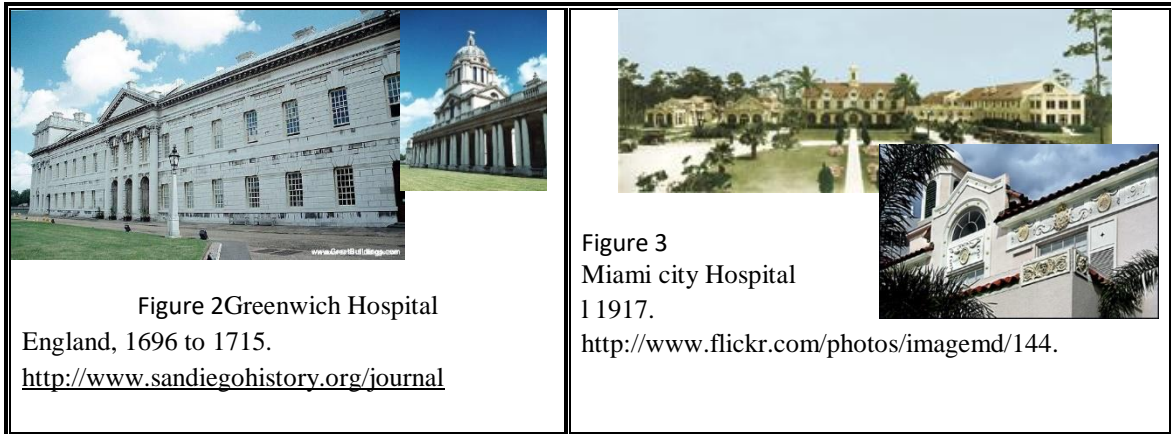 www.GreatBuildings.com
Figure 2Greenwich Hospital
England, 1696 to 1715.
http://www.sandiegohistory.org/journal
1917
Figure 3
Miami city Hospital
l 1917.
http://www.flickr.com/photos/imagemd/144.